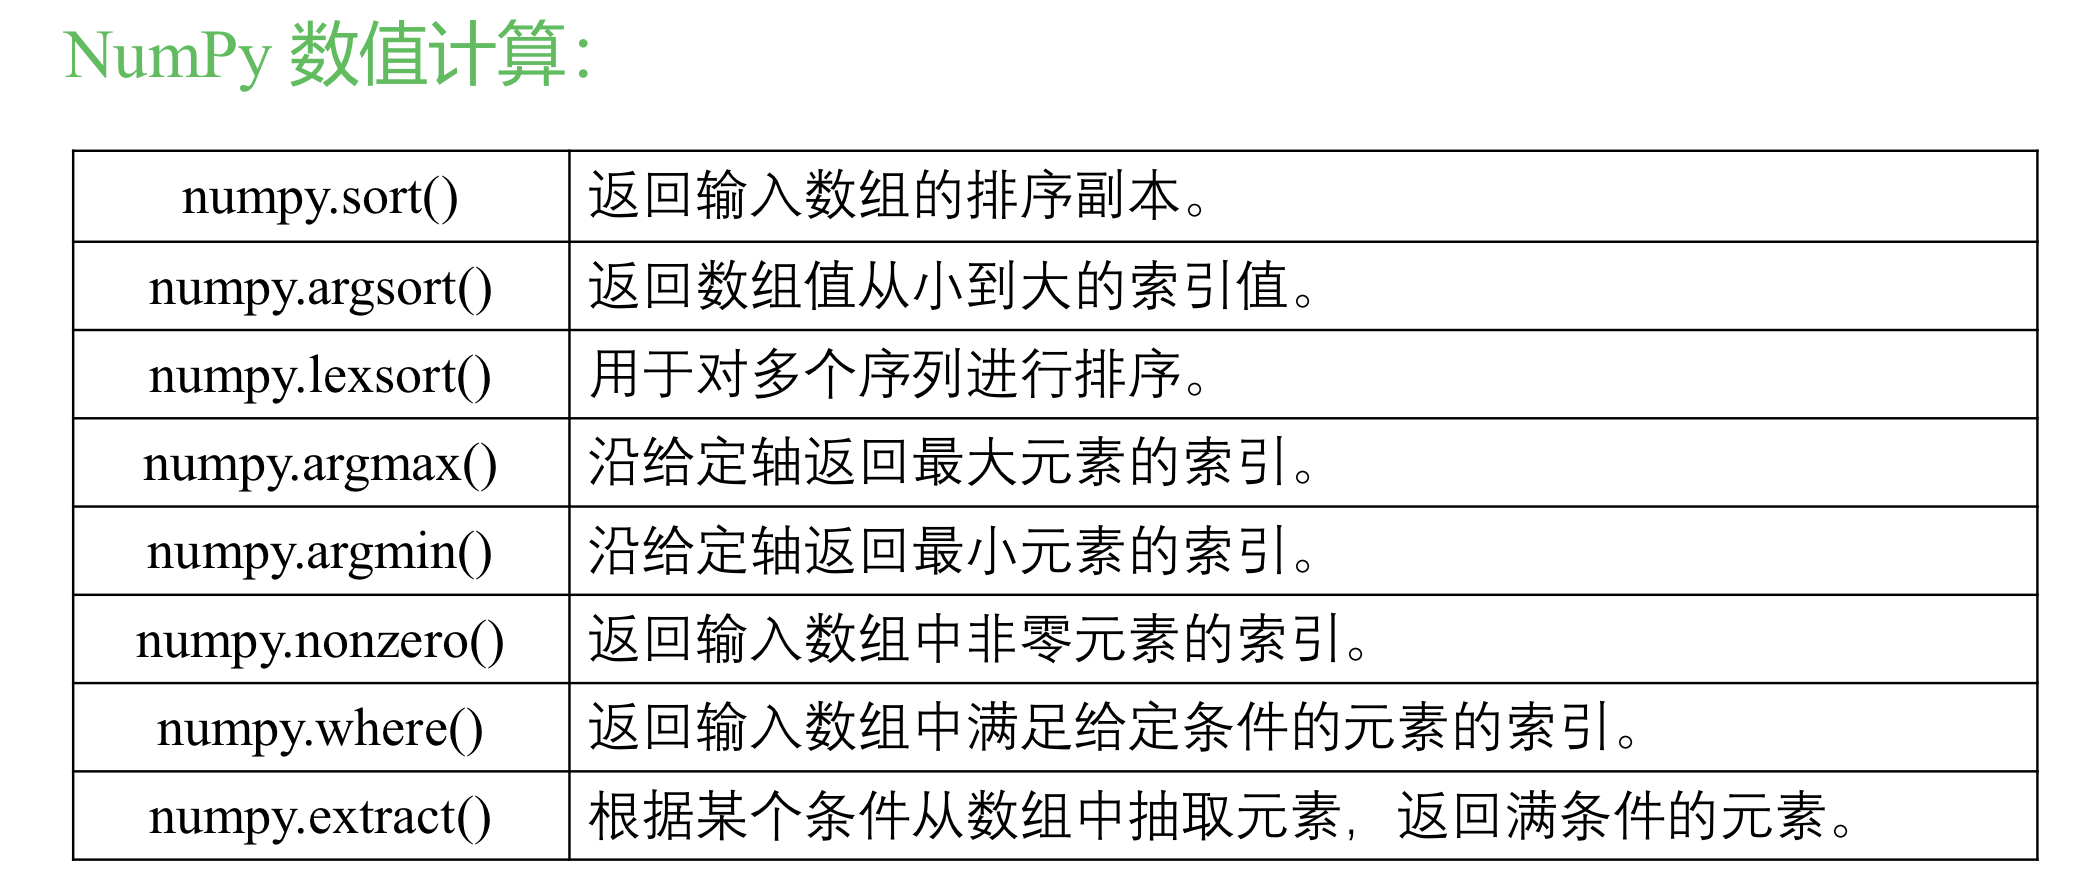 NumPy 数值计算：
numpy.sort() 返回输入数组的排序副本。
numpy.argsort() 返回数组值从小到大的索引值。
numpy.lexsort() 用于对多个序列进行排序。
numpy.argmax() 沿给定轴返回最大元素的索引。
numpy.argmin() 沿给定轴返回最小元素的索引。
numpy.nonzero() 返回输入数组中非零元素的索引。
numpy.where() 返回输入数组中满足给定条件的元素的索引。
numpy.extract() 根据某个条件从数组中抽取元素，返回满条件的元素。